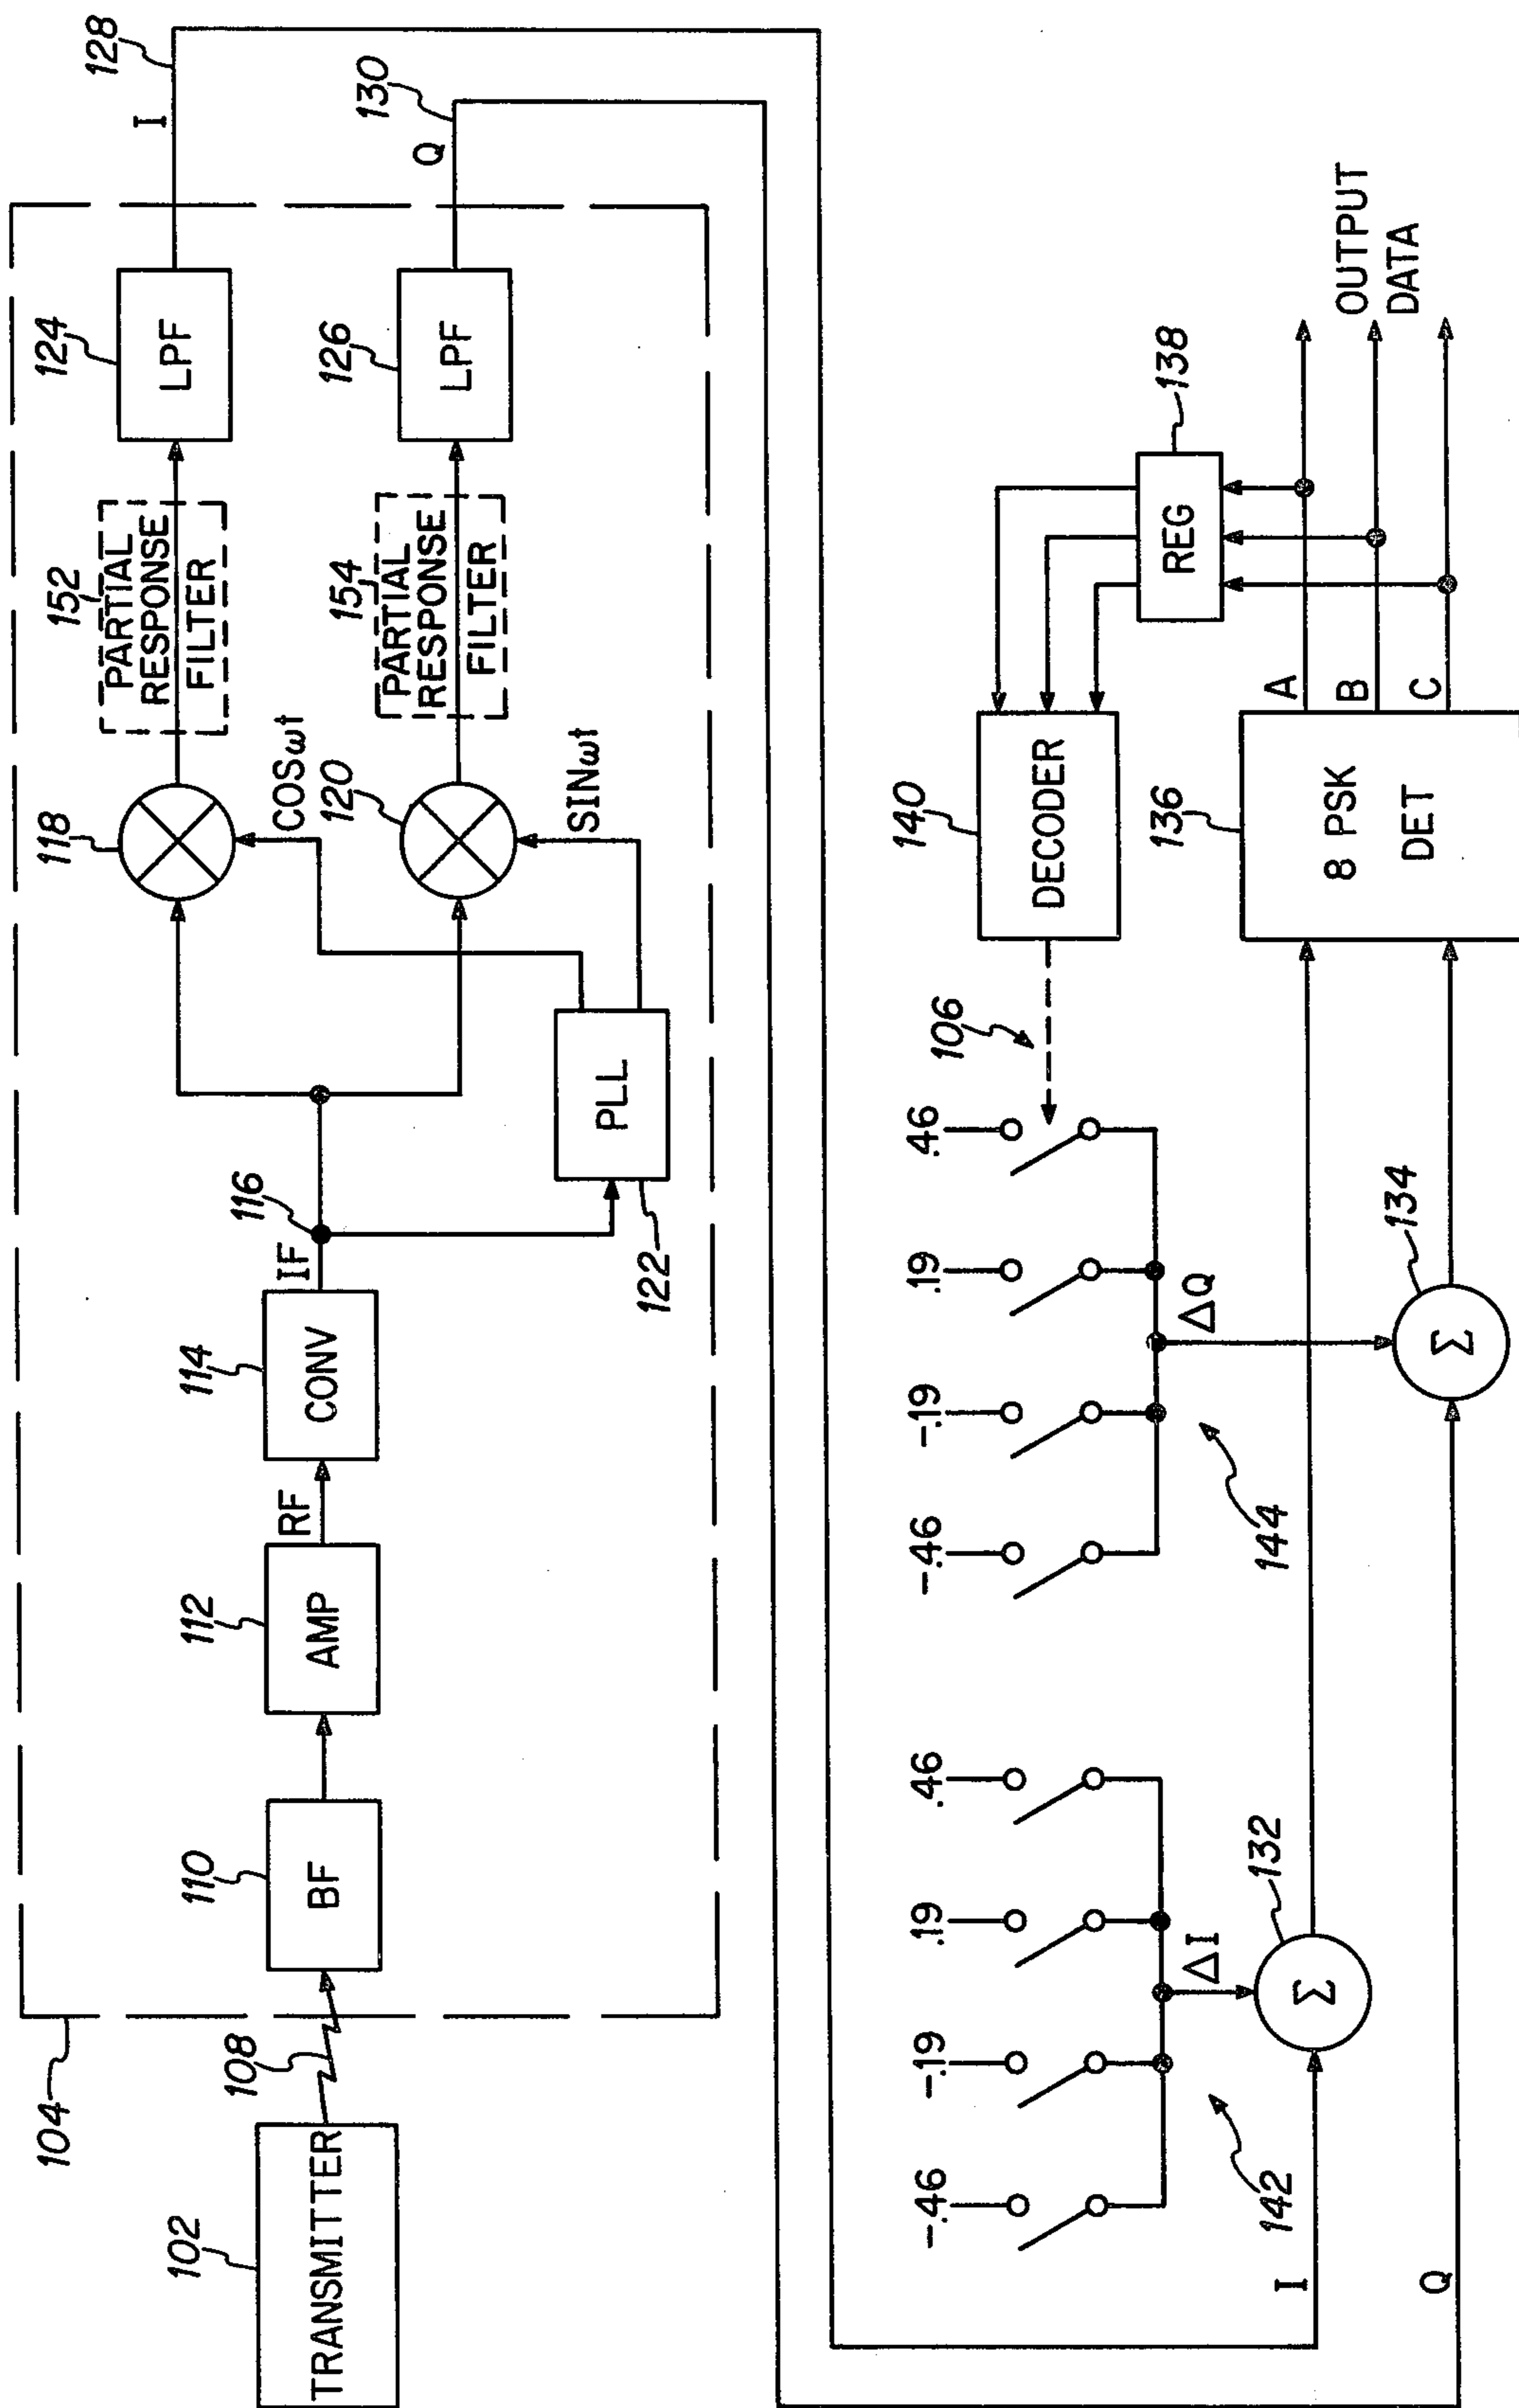 104
102
TRANSMITTER
108
110
BF
112
AMP
RF
114
CONV
IF
116
122
PLL
118
COSωt
120
SINωt
152
PARTIAL
RESPONSE
FILTER
154
PARTIAL
RESPONSE
FILTER
124
LPF
126
LPF
I
128
Q
130
-.46
-.19
.19
.46
142
ΔI
132
Σ
I
Q
-.46
-.19
.19
.46
144
ΔQ
134
Σ
106
140
DECODER
136
8 PSK
DET
A
B
C
REG
138
OUTPUT
DATA